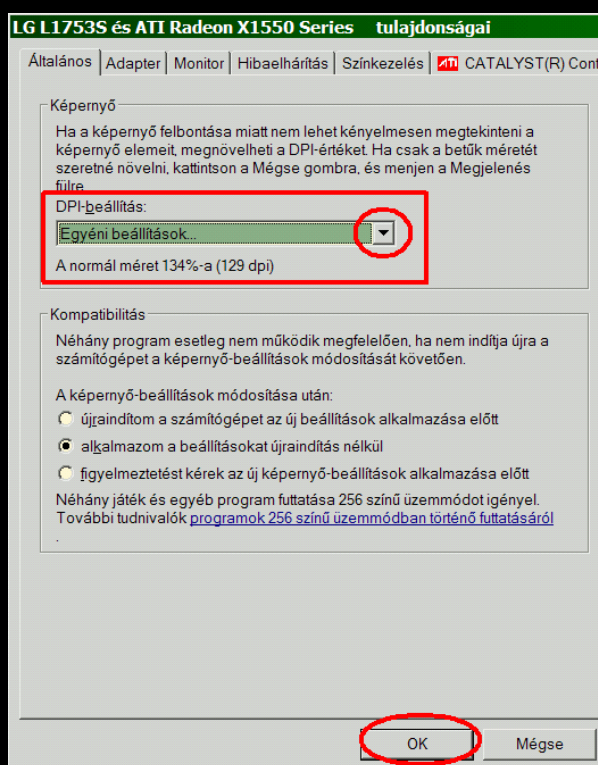 LG L1753S és ATI Radeon X1550 Series tulajdonságai
Általános Adapter Monitor Hibaelhárítás Színkezelés ATI CATALYST(R) Cont
Képernyő
Ha a képernyő felbontása miatt nem lehet kényelmesen megtekinteni a
képernyő elemeit, megnövelheti a DPI-értéket. Ha csak a betűk méretét
szeretné növelni, kattintson a Mégse gombra, és menjen a Megjelenés
fülre.
DPI-beállítás:
Egyéni beállítások...
A normál méret 134%-a (129 dpi)
Kompatibilitás
Néhány program esetleg nem működik megfelelően, ha nem indítja újra a
számítógépet a képernyő-beállítások módosítását követően.
A képernyő-beállítások módosítása után:
újraindítom a számítógépet az új beállítások alkalmazása előtt
alkalmazom a beállításokat újraindítás nélkül
figyelmeztetést kérek az új képernyő-beállítások alkalmazása előtt
Néhány játék és egyéb program futtatása 256 színű üzemmódot igényel.
További tudnivalók programok 256 színű üzemmódban történő futtatásáról
.
OK Mégse